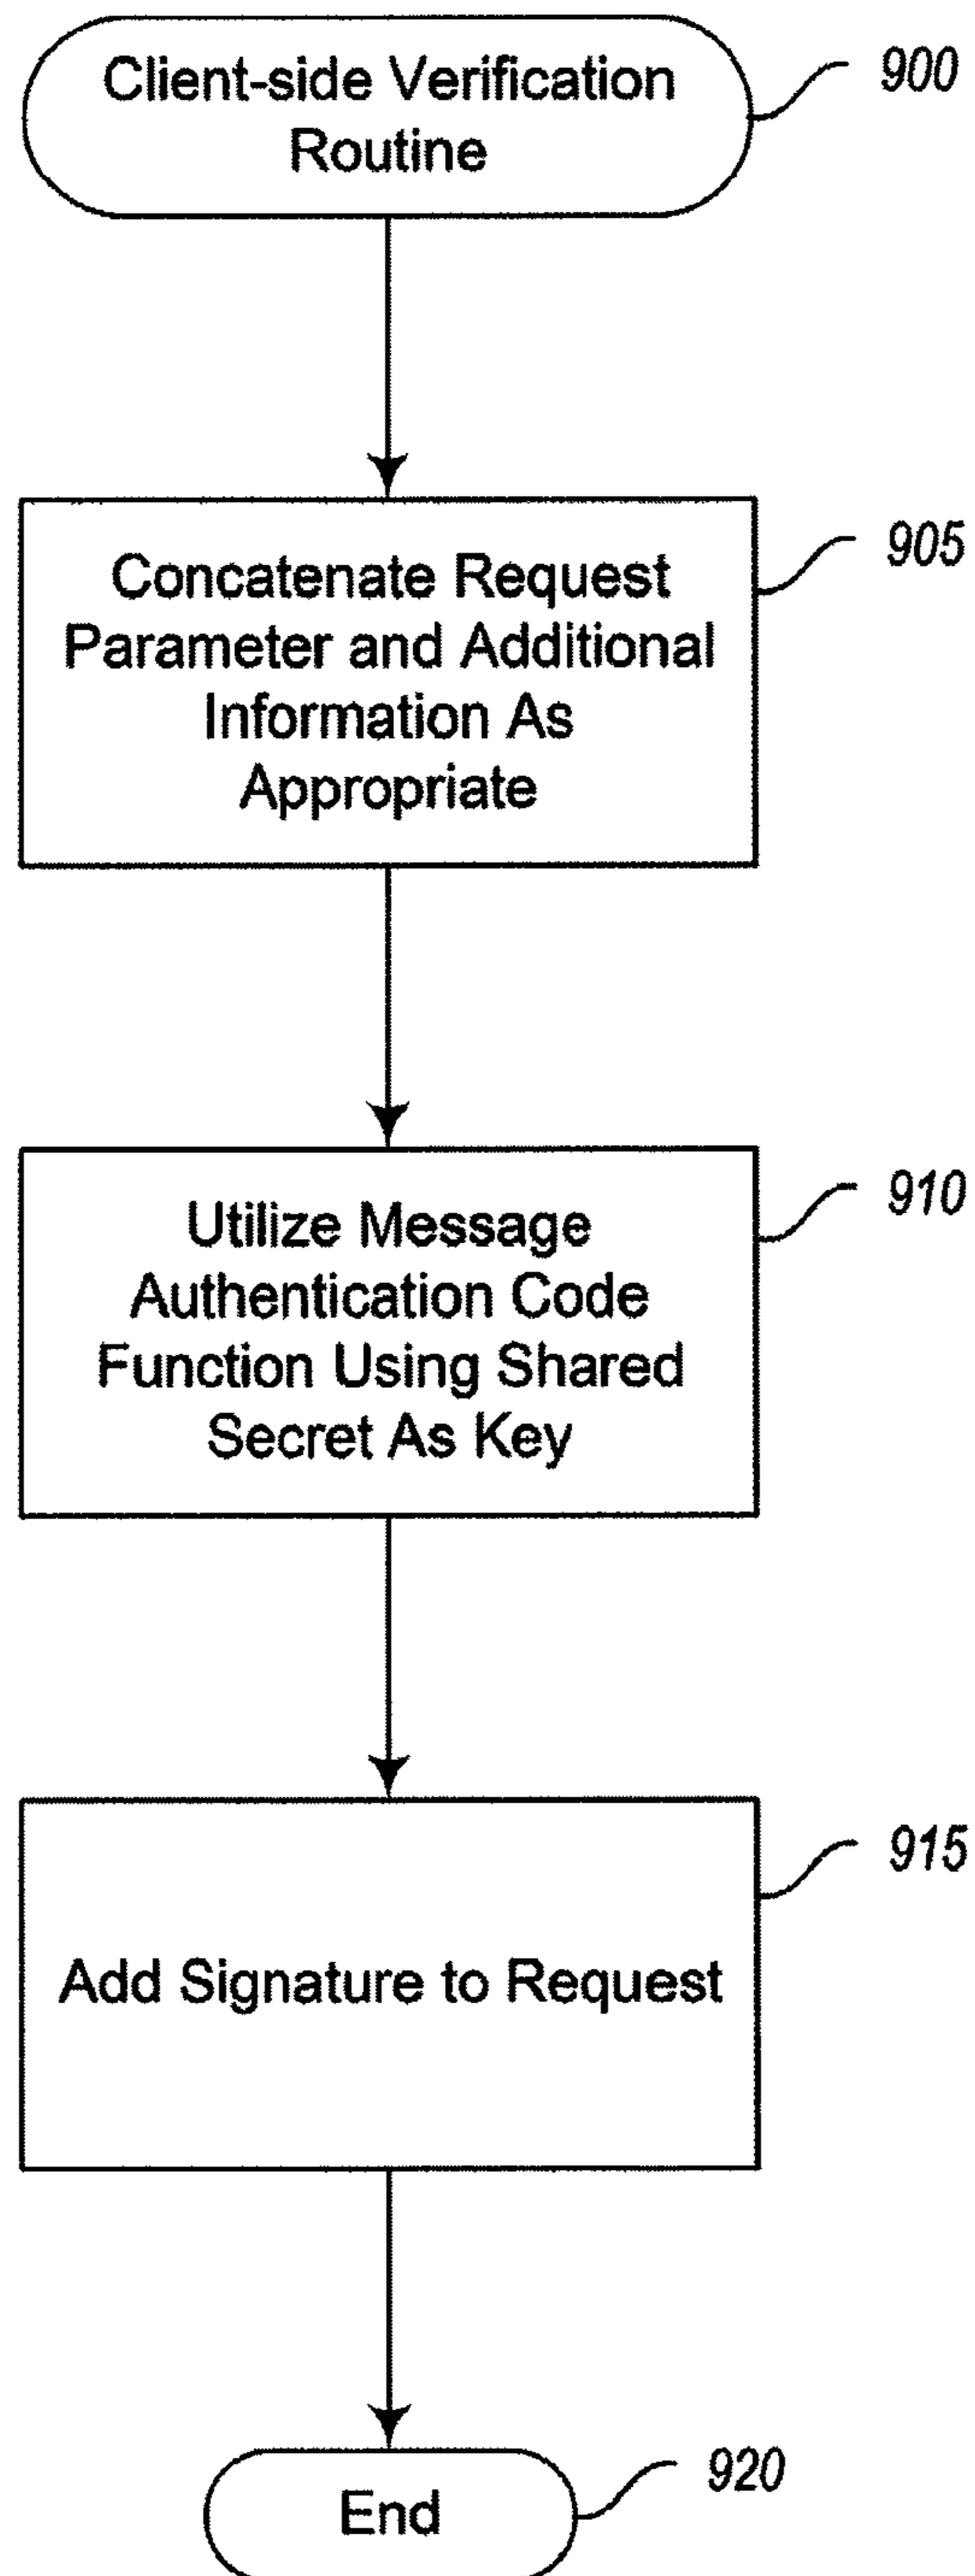 Client-side Verification
Routine
900
Concatenate Request
Parameter and Additional
Information As
Appropriate
905
Utilize Message
Authentication Code
Function Using Shared
Secret As Key
910
Add Signature to Request
915
End
920